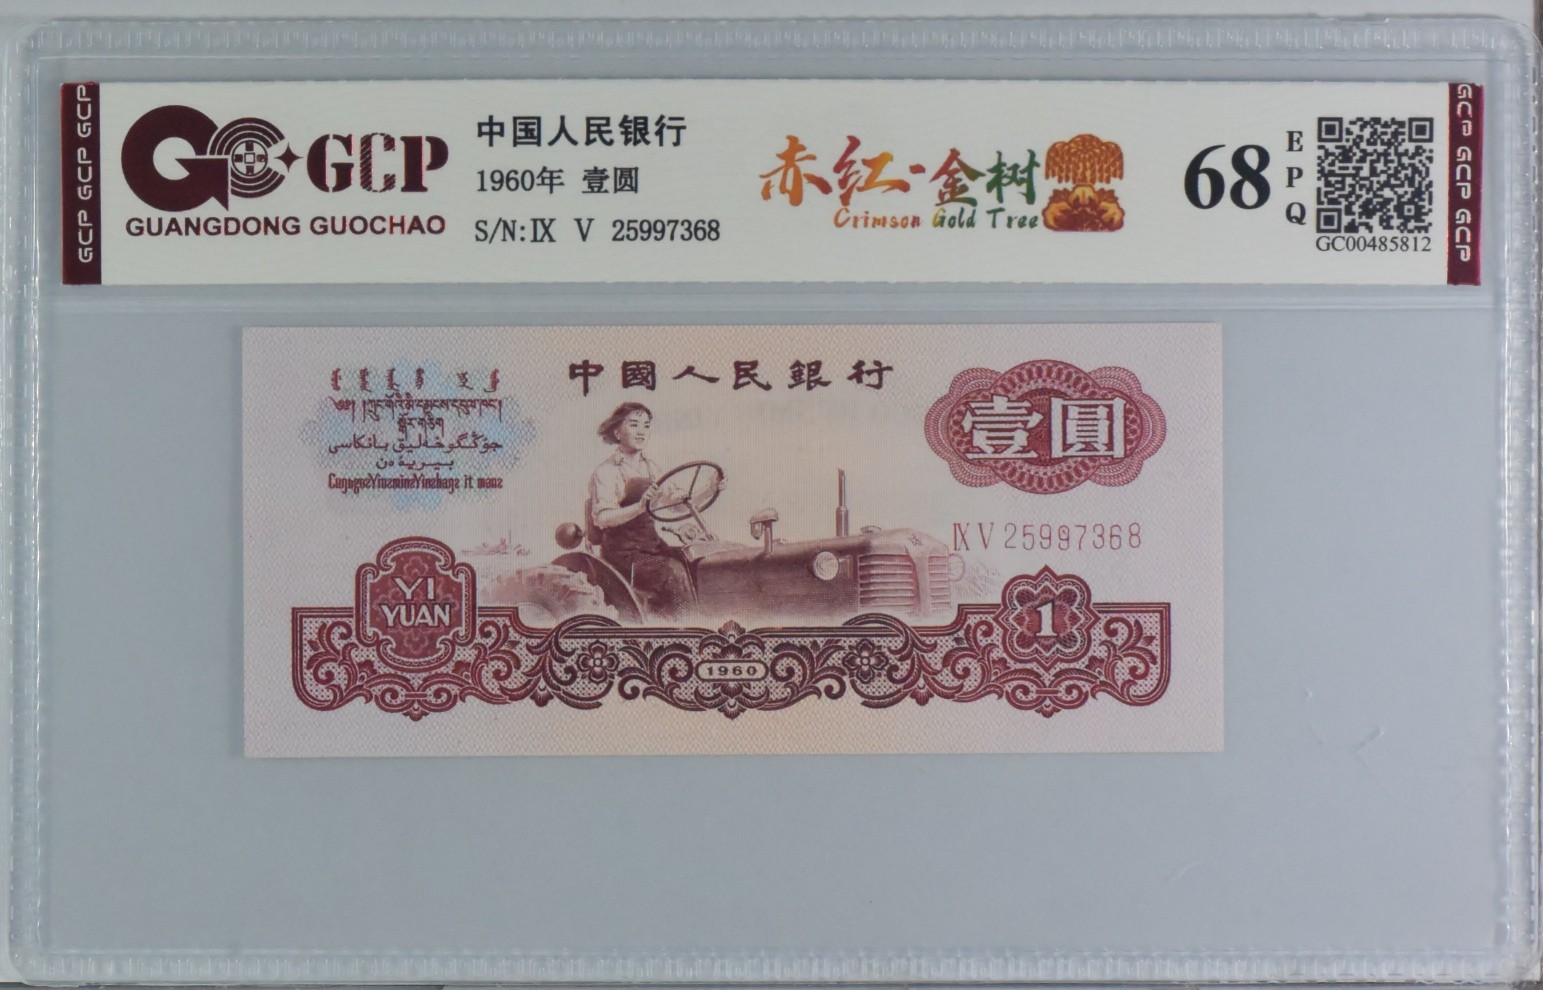 GCP GCP GCP
GCP
GUANGDONG GUOCHAO
中国人民银行
1960年 壹圆
S/N:Ⅸ Ⅴ 25997368
赤红·金树
Crimson Gold Tree
68
EPQ
GC00485812
GCP GCP GCP
中國人民銀行
壹圓
ⅨⅤ25997368
YI
YUAN
1960
1